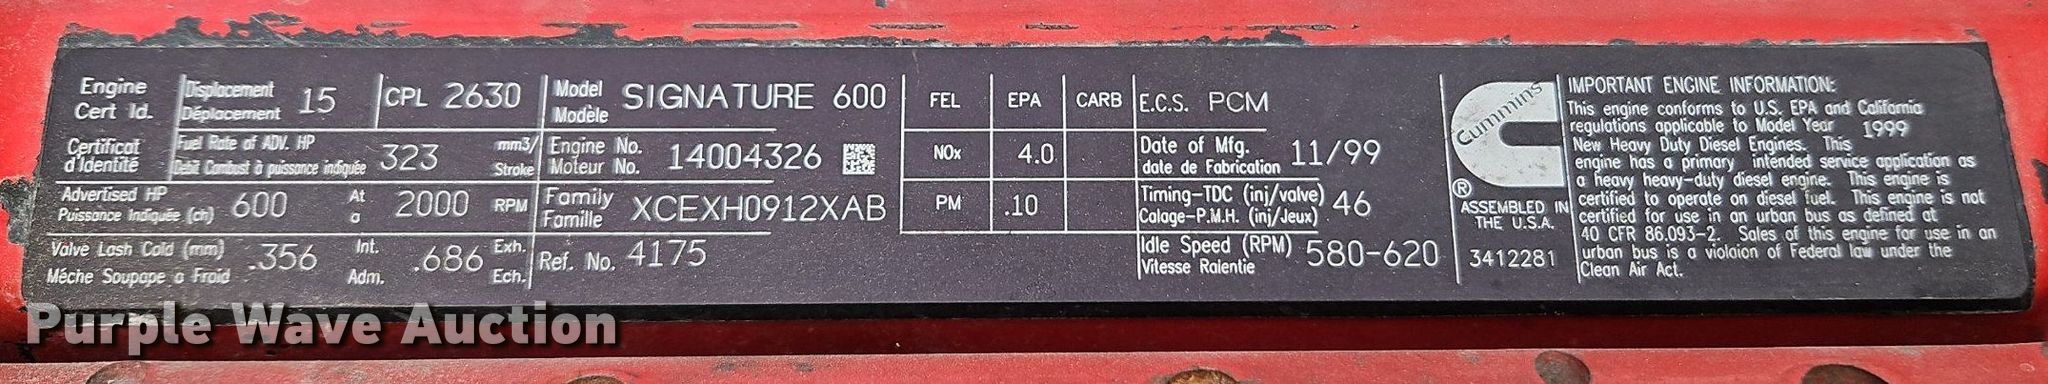 Engine
Cert Id.
Certificat
d'Identité
Displacement
Déplacement 15
CPL 2630
Model
Modèle SIGNATURE 600
Fuel Rate of ADV. HP
Débit Combust à puissance indiquée 323 mm3/
Stroke
Engine No.
Moteur No. 14004326
Advertised HP
Puissance Indiquée (ch) 600
At
a 2000 RPM
Family
Famille XCEXH0912XAB
Valve Lash Cold (mm)
Mèche Soupape a Froid .356
Int.
Adm. .686
Exh.
Ech.
Ref. No. 4175
FEL EPA CARB
NOx 4.0
PM .10
E.C.S. PCM
Date of Mfg.
date de Fabrication 11/99
Timing-TDC (inj/valve)
Calage-P.M.H. (inj/Jeux) 46
Idle Speed (RPM)
Vitesse Ralentie 580-620
Cummins
®
ASSEMBLED IN
THE U.S.A.
3412281
IMPORTANT ENGINE INFORMATION:
This engine conforms to U.S. EPA and California
regulations applicable to Model Year 1999
New Heavy Duty Diesel Engines. This
engine has a primary intended service application as
a heavy heavy-duty diesel engine. This engine is
certified to operate on diesel fuel. This engine is not
certified for use in an urban bus as defined at
40 CFR 86.093-2. Sales of this engine for use in an
urban bus is a violaion of Federal law under the
Clean Air Act.
Purple Wave Auction